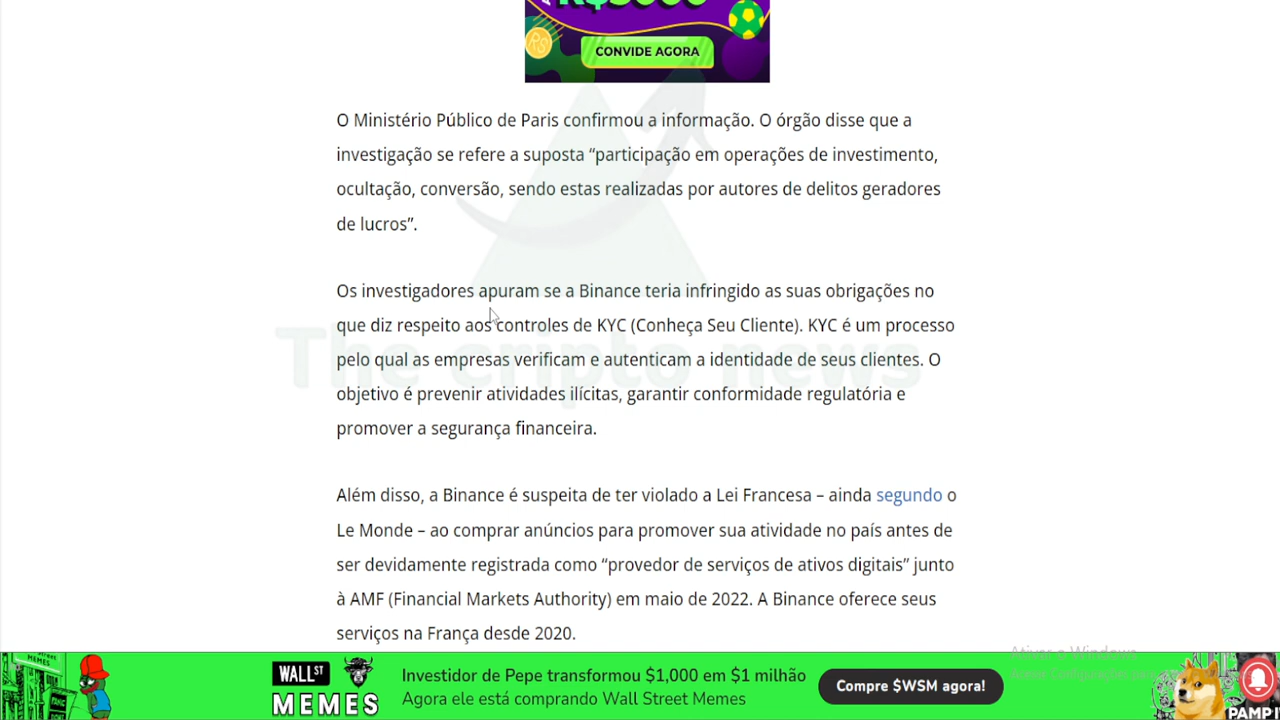 R$5000
CONVIDE AGORA
O Ministério Público de Paris confirmou a informação. O órgão disse que a
investigação se refere a suposta “participação em operações de investimento,
ocultação, conversão, sendo estas realizadas por autores de delitos geradores
de lucros”.
Os investigadores apuram se a Binance teria infringido as suas obrigações no
que diz respeito aos controles de KYC (Conheça Seu Cliente). KYC é um processo
pelo qual as empresas verificam e autenticam a identidade de seus clientes. O
objetivo é prevenir atividades ilícitas, garantir conformidade regulatória e
promover a segurança financeira.
The cripto news
Além disso, a Binance é suspeita de ter violado a Lei Francesa – ainda segundo o
Le Monde – ao comprar anúncios para promover sua atividade no país antes de
ser devidamente registrada como “provedor de serviços de ativos digitais” junto
à AMF (Financial Markets Authority) em maio de 2022. A Binance oferece seus
serviços na França desde 2020.
Ativar o Windows
WALL ST
MEMES
Investidor de Pepe transformou $1,000 em $1 milhão
Agora ele está comprando Wall Street Memes
Compre $WSM agora!